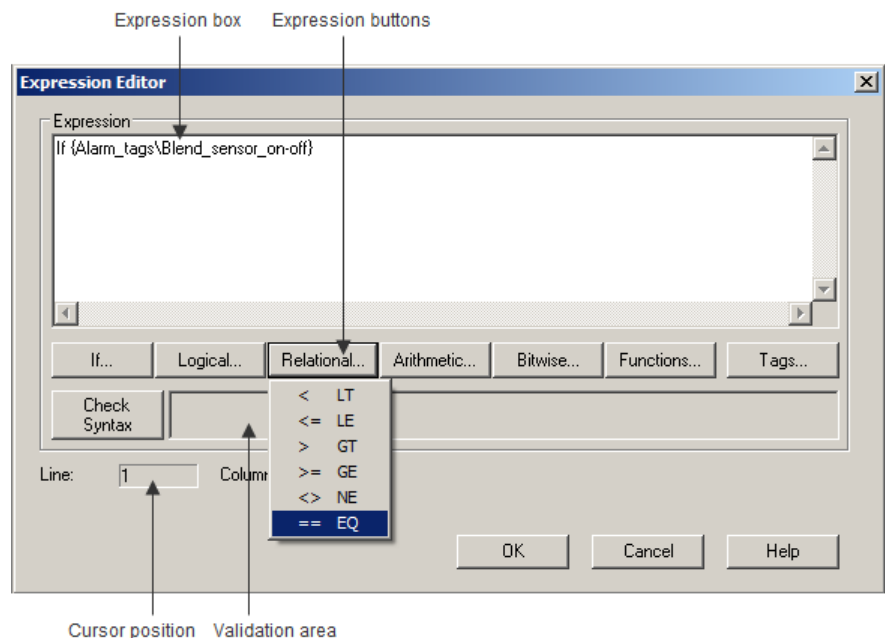 Expression box Expression buttons
Expression Editor
Expression
If {Alarm_tags\Blend_sensor_on-off}
If... Logical... Relational... Arithmetic... Bitwise... Functions... Tags...
Check
Syntax
< LT
<= LE
> GT
>= GE
<> NE
== EQ
Line: 1 Column
OK Cancel Help
Cursor position Validation area